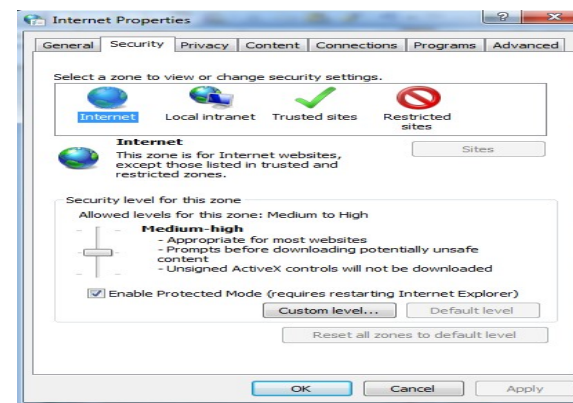 Internet Properties
General Security Privacy Content Connections Programs Advanced
Select a zone to view or change security settings.
Internet Local intranet Trusted sites Restricted
sites
Internet
Sites
This zone is for Internet websites,
except those listed in trusted and
restricted zones.
Security level for this zone
Allowed levels for this zone: Medium to High
Medium-high
- Appropriate for most websites
- Prompts before downloading potentially unsafe
content
- Unsigned ActiveX controls will not be downloaded
Enable Protected Mode (requires restarting Internet Explorer)
Custom level... Default level
Reset all zones to default level
OK Cancel Apply